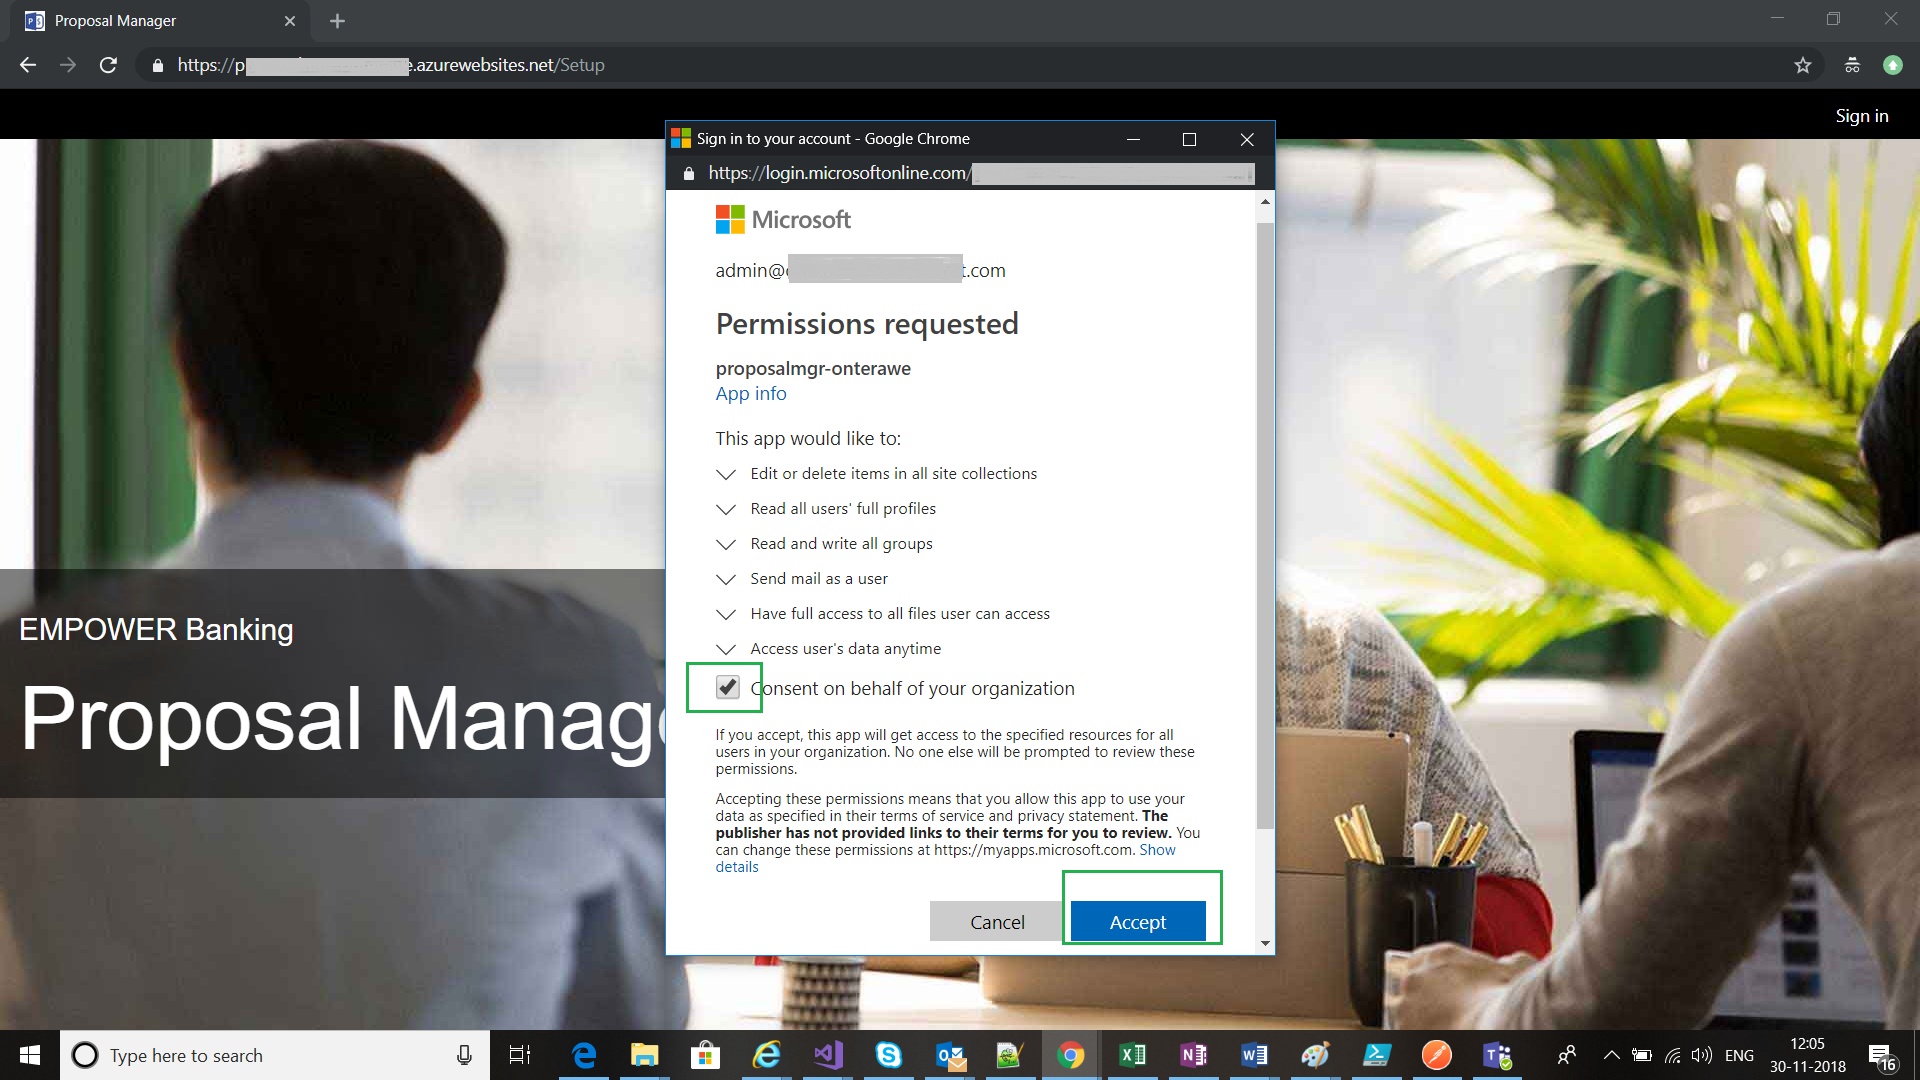 Proposal Manager
https://p e.azurewebsites.net/Setup
Sign in
Sign in to your account - Google Chrome
https://login.microsoftonline.com/
Microsoft
admin@ t.com
Permissions requested
proposalmgr-onterawe
App info
This app would like to:
Edit or delete items in all site collections
Read all users' full profiles
Read and write all groups
Send mail as a user
Have full access to all files user can access
Access user's data anytime
Consent on behalf of your organization
If you accept, this app will get access to the specified resources for all
users in your organization. No one else will be prompted to review these
permissions.
Accepting these permissions means that you allow this app to use your
data as specified in their terms of service and privacy statement. The
publisher has not provided links to their terms for you to review. You
can change these permissions at https://myapps.microsoft.com. Show
details
Cancel
Accept
EMPOWER Banking
Proposal Manage
Type here to search
ENG
12:05
30-11-2018
16